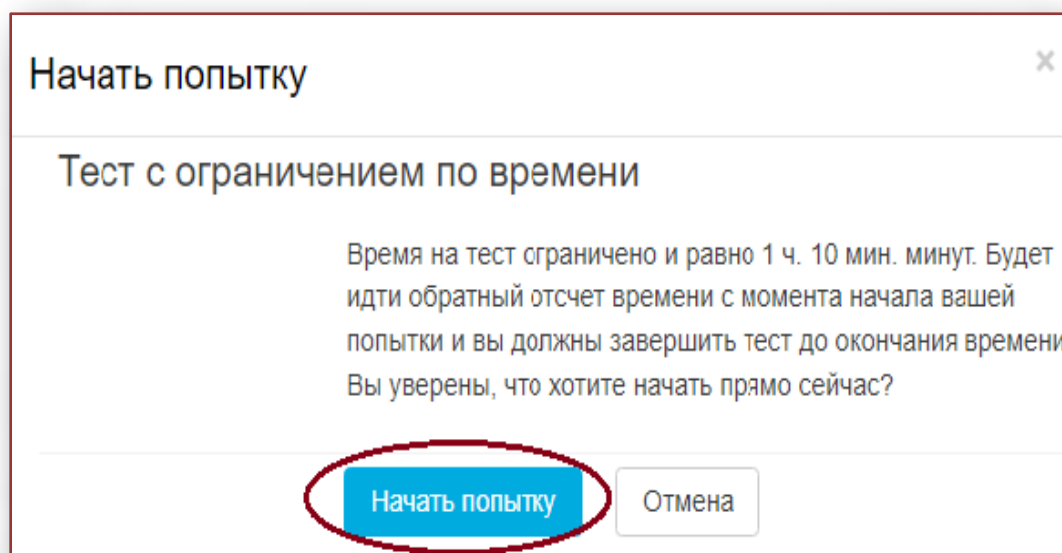 Начать попытку
×
Тест с ограничением по времени
Время на тест ограничено и равно 1 ч. 10 мин. минут. Будет
идти обратный отсчет времени с момента начала вашей
попытки и вы должны завершить тест до окончания времени
Вы уверены, что хотите начать прямо сейчас?
Начать попытку
Отмена